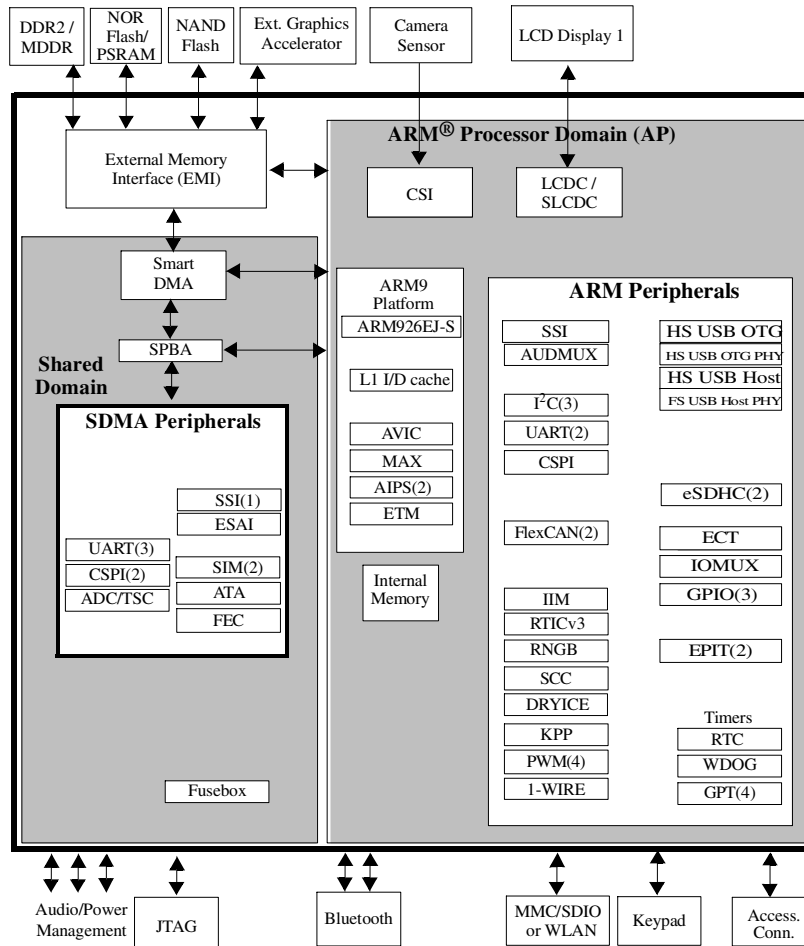 DDR2 /
MDDR
NOR
Flash/
PSRAM
NAND
Flash
Ext. Graphics
Accelerator
Camera
Sensor
LCD Display 1
External Memory
Interface (EMI)
ARM® Processor Domain (AP)
CSI
LCDC /
SLCDC
Smart
DMA
SPBA
Shared
Domain
SDMA Peripherals
SSI(1)
ESAI
UART(3)
CSPI(2)
ADC/TSC
SIM(2)
ATA
FEC
Fusebox
ARM9
Platform
ARM926EJ-S
L1 I/D cache
AVIC
MAX
AIPS(2)
ETM
Internal
Memory
ARM Peripherals
SSI
AUDMUX
I²C(3)
UART(2)
CSPI
FlexCAN(2)
IIM
RTICv3
RNGB
SCC
DRYICE
KPP
PWM(4)
1-WIRE
HS USB OTG
HS USB OTG PHY
HS USB Host
FS USB Host PHY
eSDHC(2)
ECT
IOMUX
GPIO(3)
EPIT(2)
Timers
RTC
WDOG
GPT(4)
Audio/Power
Management
JTAG
Bluetooth
MMC/SDIO
or WLAN
Keypad
Access.
Conn.